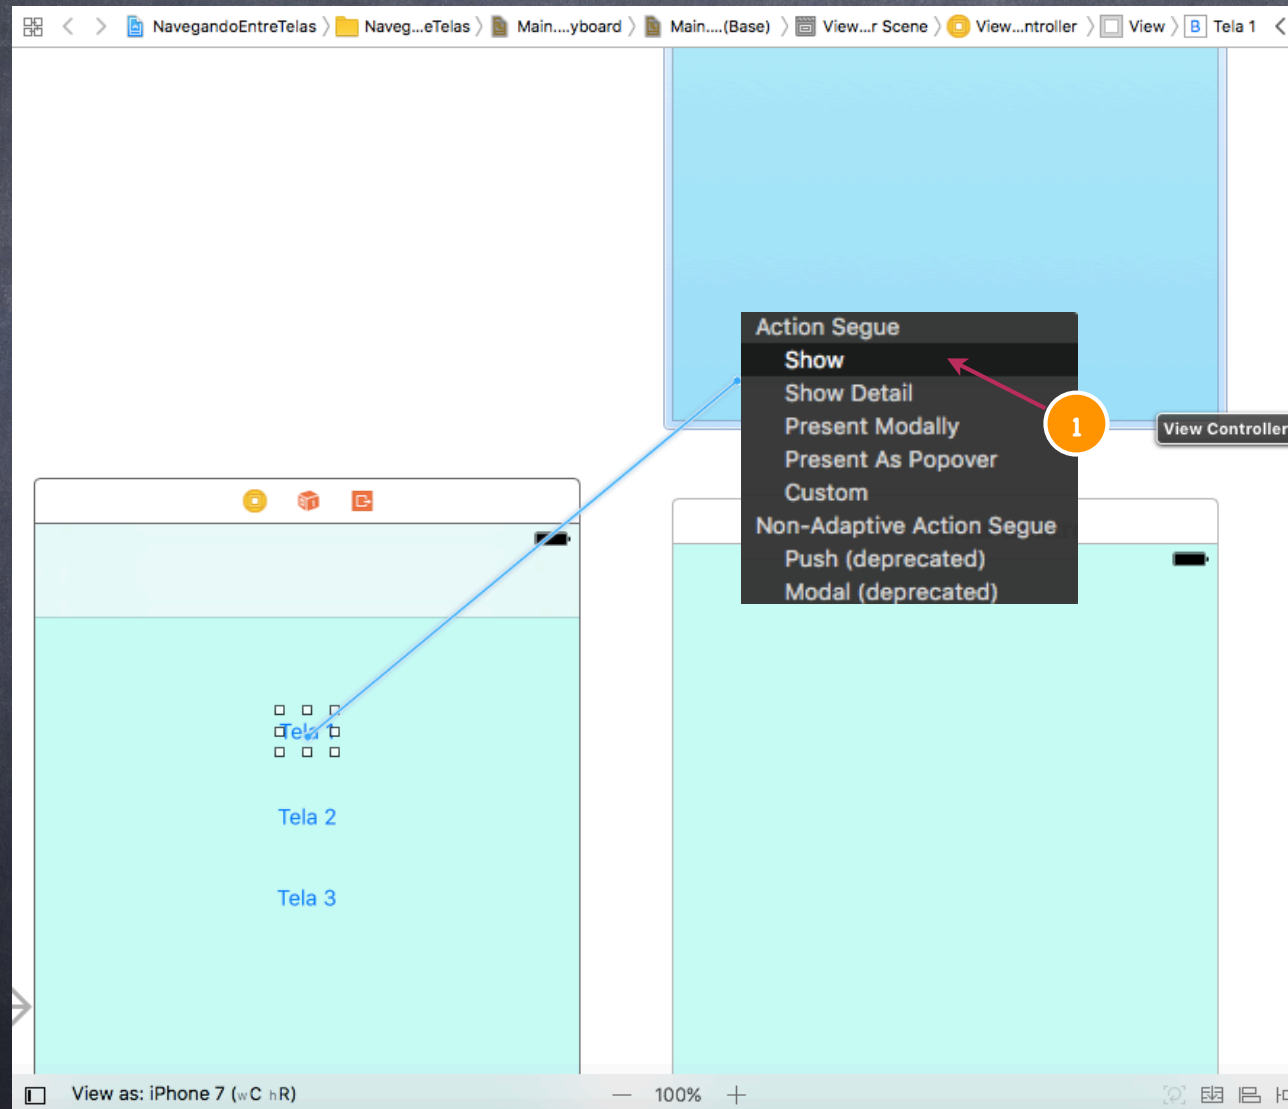 NavegandoEntreTelas Naveg...eTelas Main....yboard Main....(Base) View...r Scene View...ntroller View B Tela 1
Action Segue
Show
Show Detail
Present Modally
1
View Controller
Present As Popover
Custom
Non-Adaptive Action Segue
Push (deprecated)
Modal (deprecated)
Tela 1
Tela 2
Tela 3
View as: iPhone 7 (wC hR) — 100% +